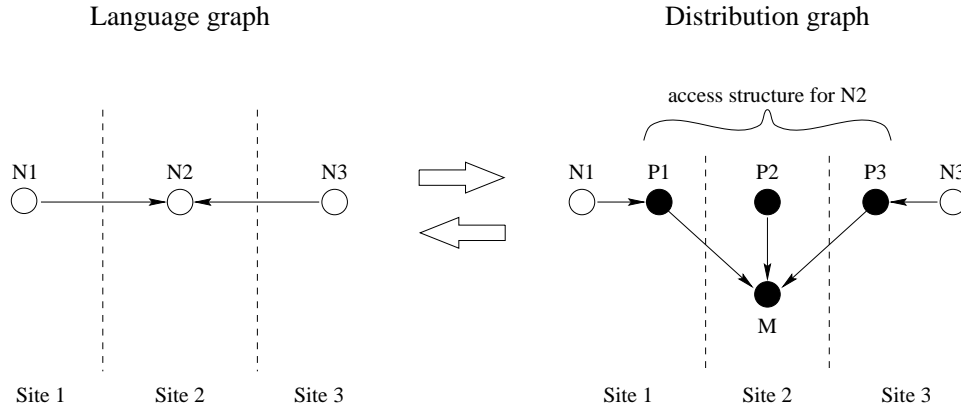 Language graph
Distribution graph
access structure for N2
N1
N2
N3
N1
P1
P2
P3
N3
M
Site 1
Site 2
Site 3
Site 1
Site 2
Site 3